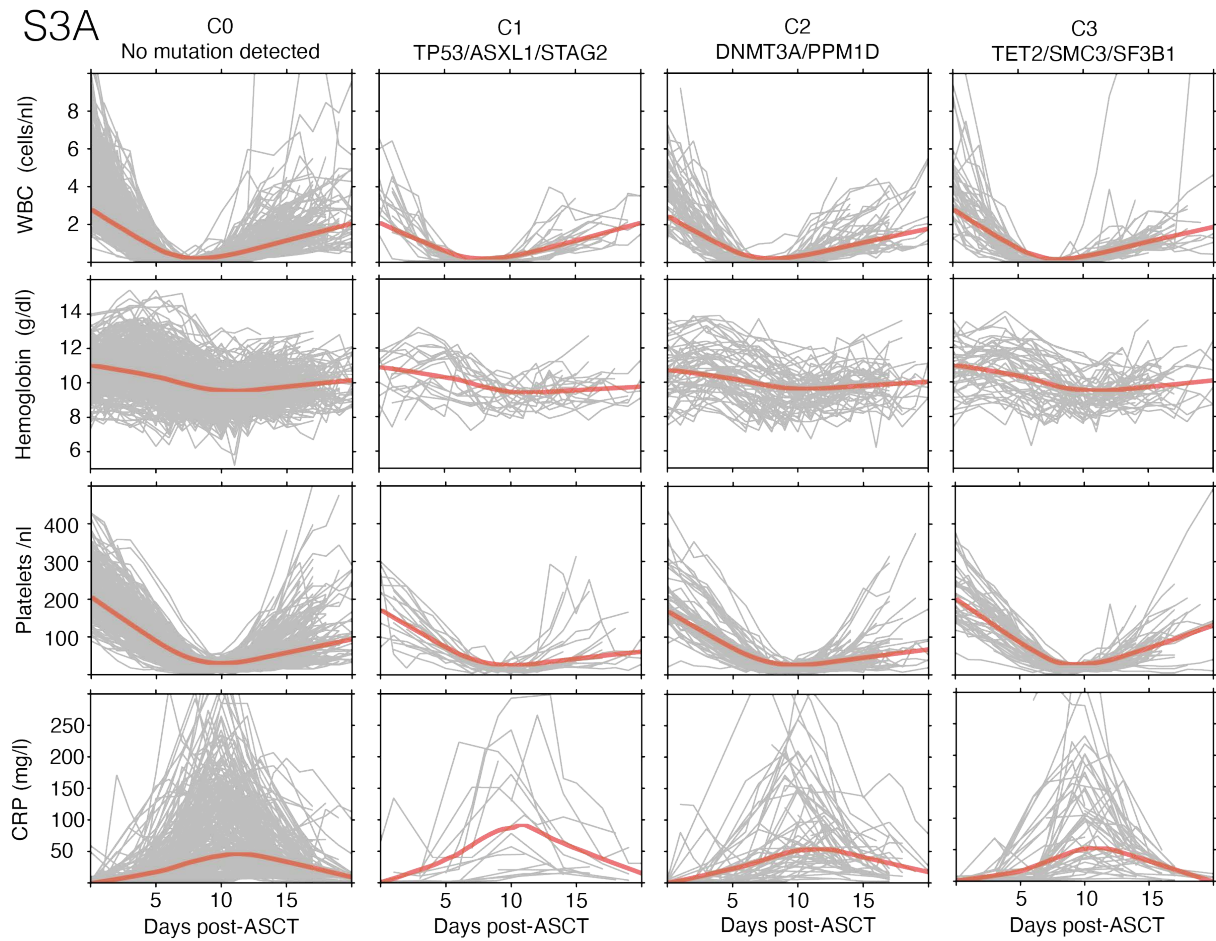 S3A
C0
No mutation detected
C1
TP53/ASXL1/STAG2
C2
DNMT3A/PPM1D
C3
TET2/SMC3/SF3B1
WBC (cells/nl)
8
6
4
2
Hemoglobin (g/dl)
14
12
10
8
6
Platelets /nl
400
300
200
100
CRP (mg/l)
250
200
150
100
50
5 10 15
5 10 15
5 10 15
5 10 15
Days post-ASCT
Days post-ASCT
Days post-ASCT
Days post-ASCT